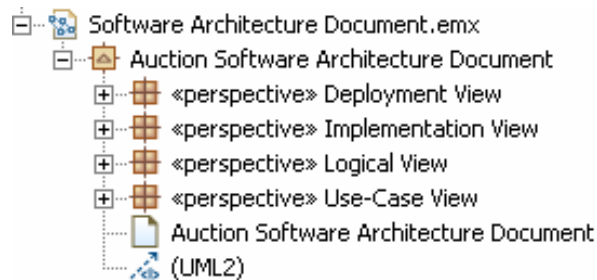 Software Architecture Document.emx
Auction Software Architecture Document
«perspective» Deployment View
«perspective» Implementation View
«perspective» Logical View
«perspective» Use-Case View
Auction Software Architecture Document
(UML2)